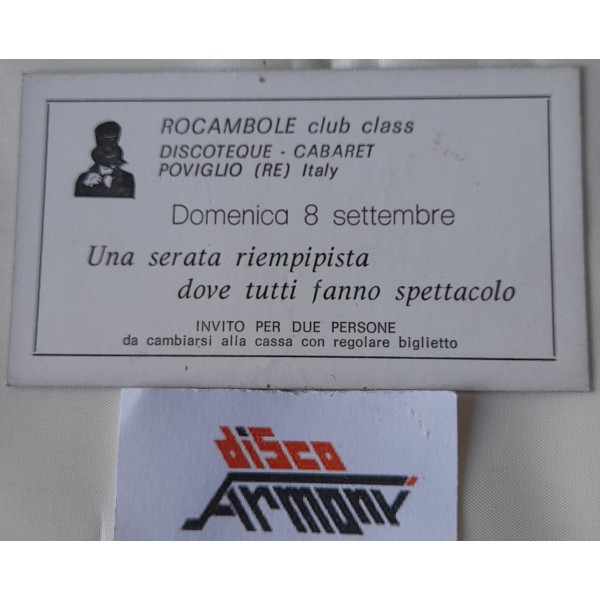 ROCAMBOLE club class
DISCOTEQUE - CABARET
POVIGLIO (RE) Italy
Domenica 8 settembre
Una serata riempipista
dove tutti fanno spettacolo
INVITO PER DUE PERSONE
da cambiarsi alla cassa con regolare biglietto
disco
Armony